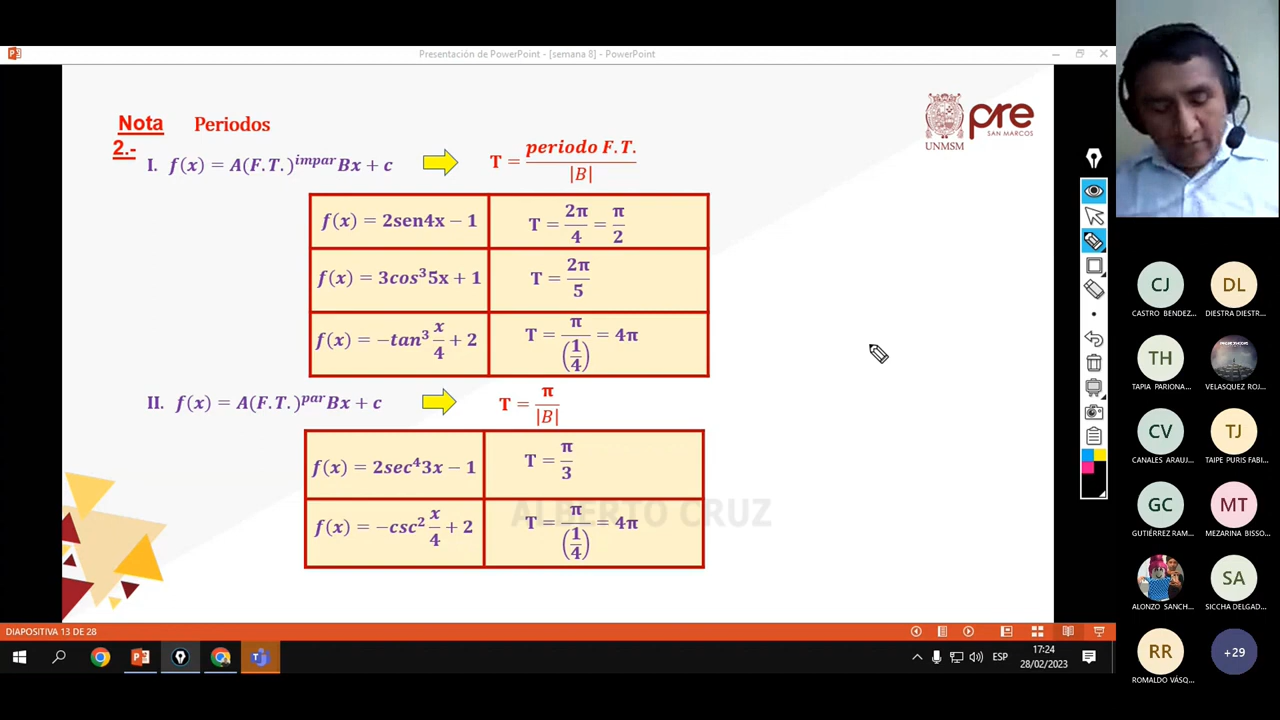 Presentación de PowerPoint - [semana 8] - PowerPoint
Nota Periodos
2.-
I. f(x) = A(F.T.)^impar Bx + c T = periodo F.T. / |B|
f(x) = 2sen4x − 1 T = 2π/4 = π/2
f(x) = 3cos³5x + 1 T = 2π/5
f(x) = −tan³ x/4 + 2 T = π/(1/4) = 4π
II. f(x) = A(F.T.)^par Bx + c T = π/|B|
f(x) = 2sec⁴3x − 1 T = π/3
f(x) = −csc² x/4 + 2 T = π/(1/4) = 4π
ALBERTO CRUZ
UNMSM
pre
SAN MARCOS
DIAPOSITIVA 13 DE 28
ESP
17:24
28/02/2023
CJ
CASTRO BENDEZ...
DL
DIESTRA DIESTR...
TH
TAPIA PARIONA...
VELASQUEZ ROJ...
CV
CANALES ARAUJ...
TJ
TAIPE PURIS FABI...
GC
GUTIÉRREZ RAM...
MT
MEZARINA BISSO...
ALONZO SANCH...
SA
SICCHA DELGAD...
RR
ROMALDO VÁSQ...
+29